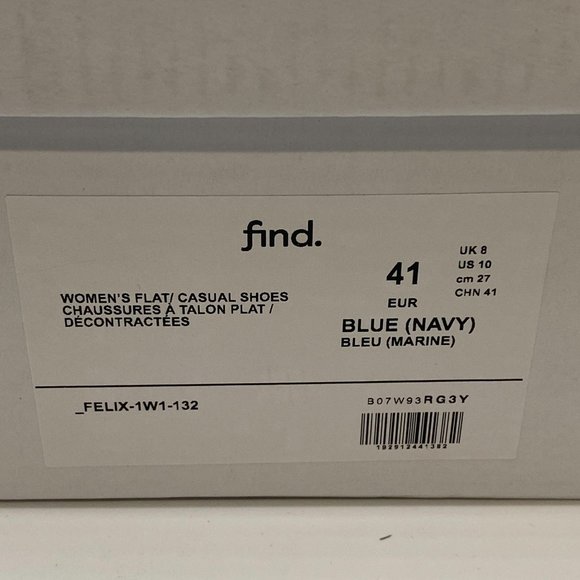 find.
WOMEN'S FLAT/ CASUAL SHOES
CHAUSSURES À TALON PLAT /
DÉCONTRACTÉES
41
EUR
UK 8
US 10
cm 27
CHN 41
BLUE (NAVY)
BLEU (MARINE)
_FELIX-1W1-132
B07W93RG3Y
192912441382